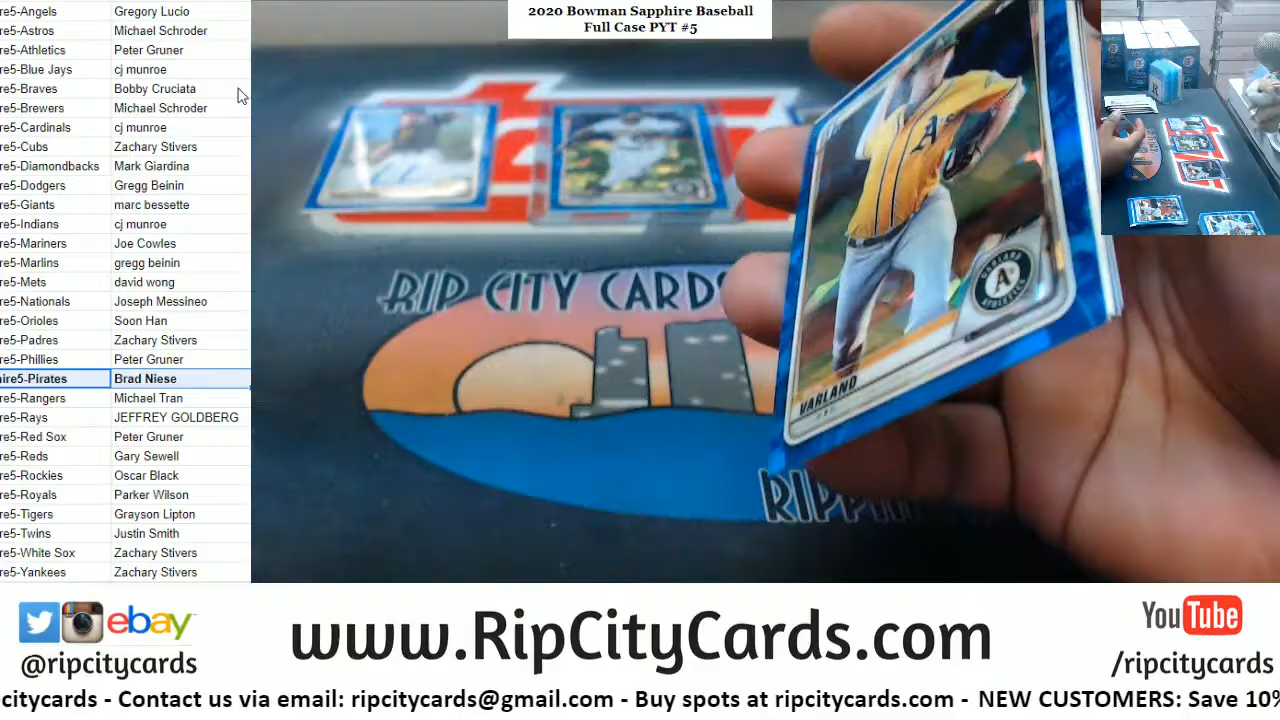 2020 Bowman Sapphire Baseball
Full Case PYT #5
re5-Angels Gregory Lucio
re5-Astros Michael Schroder
re5-Athletics Peter Gruner
re5-Blue Jays cj munroe
re5-Braves Bobby Cruciata
re5-Brewers Michael Schroder
re5-Cardinals cj munroe
re5-Cubs Zachary Stivers
re5-Diamondbacks Mark Giardina
re5-Dodgers Gregg Beinin
re5-Giants marc bessette
re5-Indians cj munroe
re5-Mariners Joe Cowles
re5-Marlins gregg beinin
re5-Mets david wong
re5-Nationals Joseph Messineo
re5-Orioles Soon Han
re5-Padres Zachary Stivers
re5-Phillies Peter Gruner
ire5-Pirates Brad Niese
re5-Rangers Michael Tran
re5-Rays JEFFREY GOLDBERG
re5-Red Sox Peter Gruner
re5-Reds Gary Sewell
re5-Rockies Oscar Black
re5-Royals Parker Wilson
re5-Tigers Grayson Lipton
re5-Twins Justin Smith
re5-White Sox Zachary Stivers
re5-Yankees Zachary Stivers
RIP CITY CARDS
RIPPIN
A's
OAKLAND
A's
ATHLETICS
VARLAND
ebay
@ripcitycards
www.RipCityCards.com
YouTube
/ripcitycards
citycards - Contact us via email: ripcitycards@gmail.com - Buy spots at ripcitycards.com - NEW CUSTOMERS: Save 10%